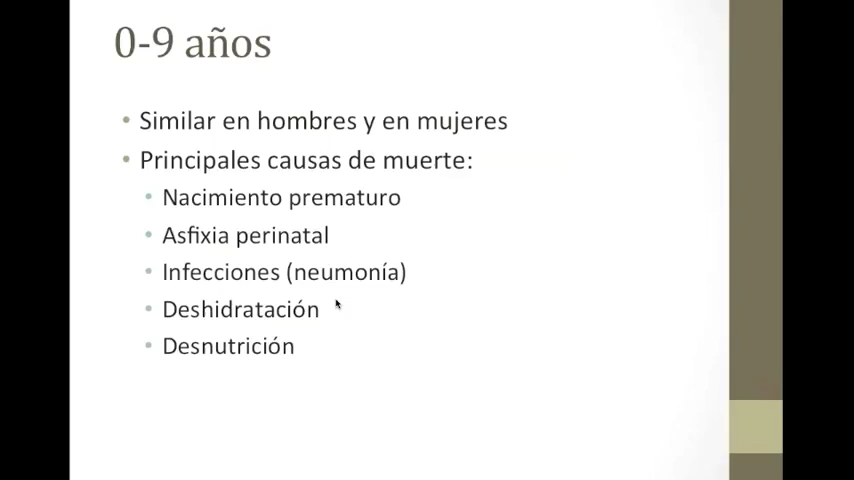 0-9 años
• Similar en hombres y en mujeres
• Principales causas de muerte:
• Nacimiento prematuro
• Asfixia perinatal
• Infecciones (neumonía)
• Deshidratación
• Desnutrición